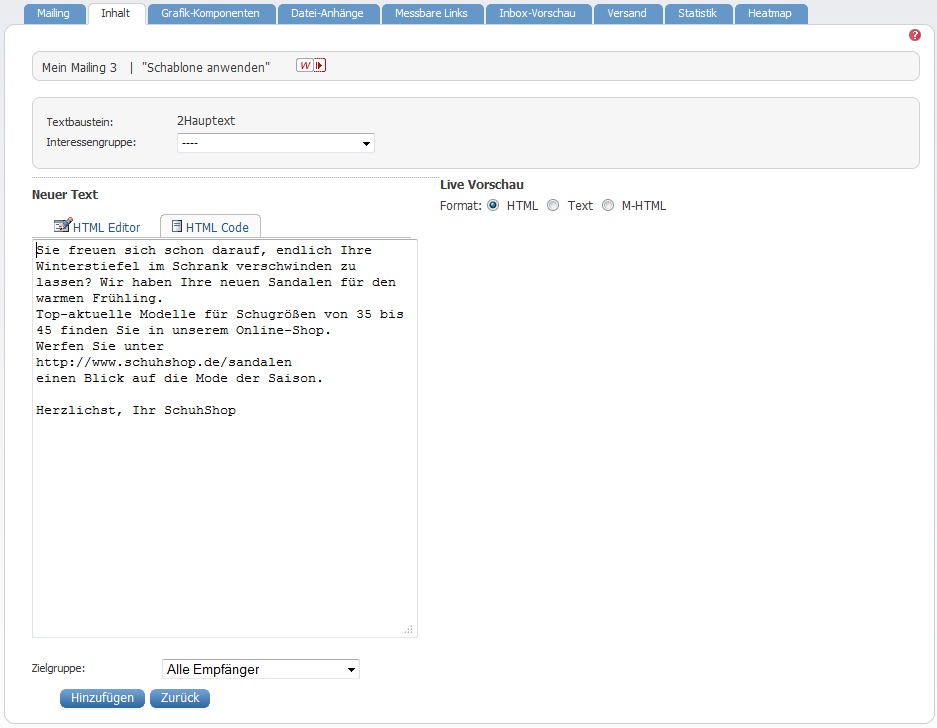 Mailing Inhalt Grafik-Komponenten Datei-Anhänge Messbare Links Inbox-Vorschau Versand Statistik Heatmap
?
Mein Mailing 3 | "Schablone anwenden" W
Textbaustein: 2Hauptext
Interessengruppe: ----
Neuer Text
Live Vorschau
Format: HTML Text M-HTML
HTML Editor HTML Code
Sie freuen sich schon darauf, endlich Ihre
Winterstiefel im Schrank verschwinden zu
lassen? Wir haben Ihre neuen Sandalen für den
warmen Frühling.
Top-aktuelle Modelle für Schugrößen von 35 bis
45 finden Sie in unserem Online-Shop.
Werfen Sie unter
http://www.schuhshop.de/sandalen
einen Blick auf die Mode der Saison.
Herzlichst, Ihr SchuhShop
Zielgruppe: Alle Empfänger
Hinzufügen Zurück